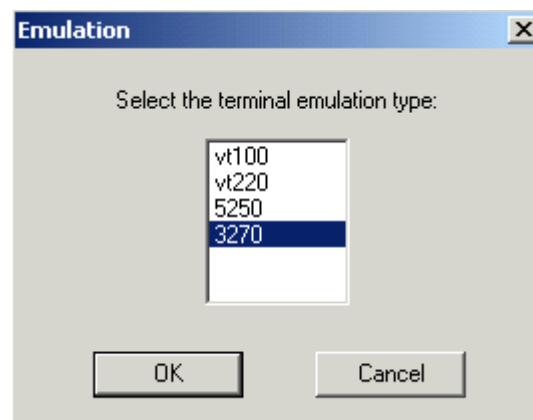 Emulation
Select the terminal emulation type:
vt100
vt220
5250
3270
OK Cancel